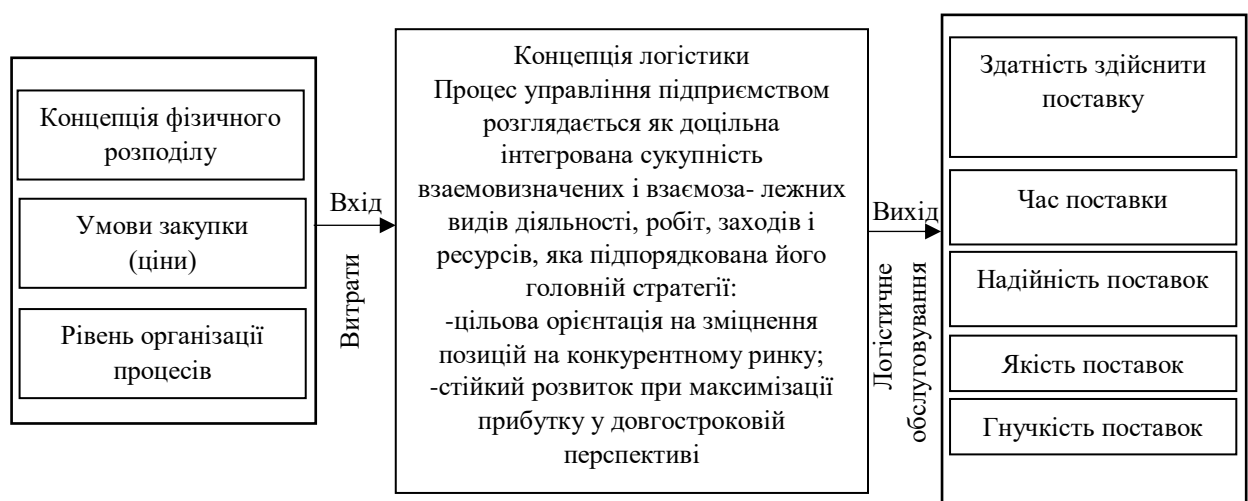 Концепція фізичного
розподілу
Умови закупки
(ціни)
Рівень організації
процесів
Вхід
Витрати
Концепція логістики
Процес управління підприємством
розглядається як доцільна
інтегрована сукупність
взаемовизначених і взаємоза- лежних
видів діяльності, робіт, заходів і
ресурсів, яка підпорядкована його
головній стратегії:
-цільова орієнтація на зміцнення
позицій на конкурентному ринку;
-стійкий розвиток при максимізації
прибутку у довгостроковій
перспективі
Вихід
Логістичне
обслуговування
Здатність здійснити
поставку
Час поставки
Надійність поставок
Якість поставок
Гнучкість поставок